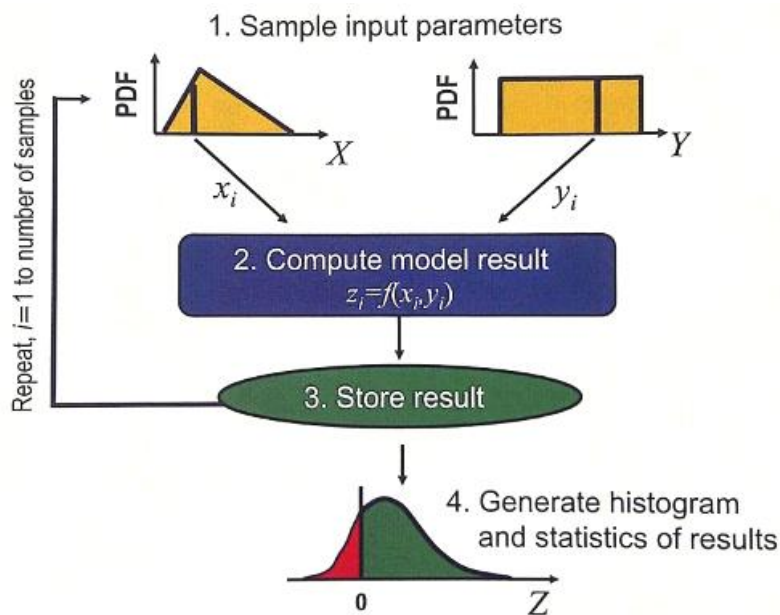 1. Sample input parameters
PDF
X
PDF
Y
x_i
y_i
Repeat, i=1 to number of samples
2. Compute model result
z_i=f(x_i,y_i)
3. Store result
4. Generate histogram
and statistics of results
0
Z